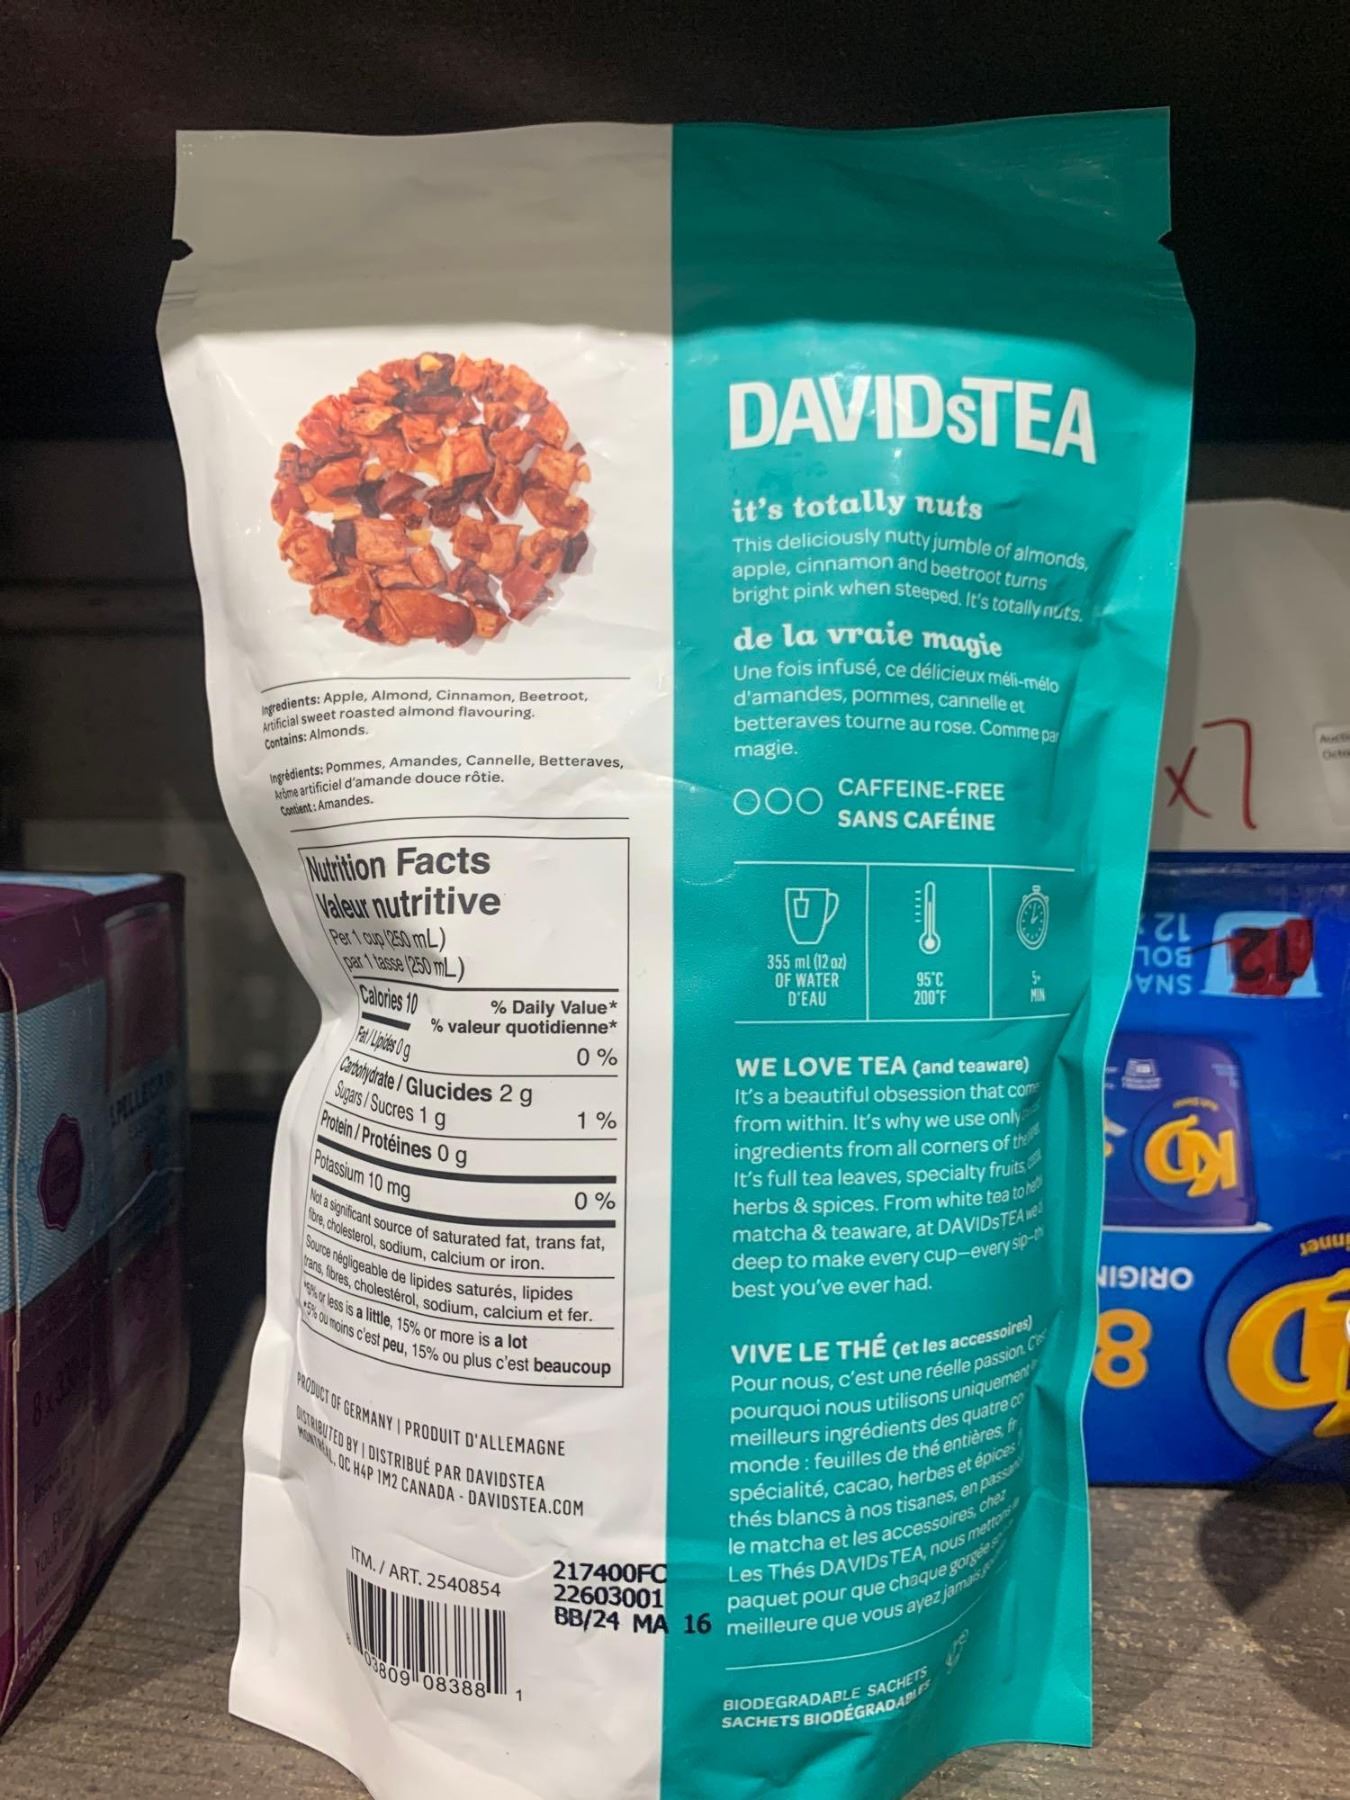 Ingredients: Apple, Almond, Cinnamon, Beetroot,
Artificial sweet roasted almond flavouring.
Contains: Almonds.
Ingrédients: Pommes, Amandes, Cannelle, Betteraves,
Arôme artificiel d'amande douce rôtie.
Contient: Amandes.
Nutrition Facts
Valeur nutritive
Per 1 cup (250 mL)
par 1 tasse (250 mL)
Calories 10
% Daily Value*
% valeur quotidienne*
Fat / Lipides 0 g 0 %
Carbohydrate / Glucides 2 g
Sugars / Sucres 1 g 1 %
Protein / Protéines 0 g
Potassium 10 mg 0 %
Not a significant source of saturated fat, trans fat,
fibre, cholesterol, sodium, calcium or iron.
Source négligeable de lipides saturés, lipides
trans, fibres, cholestérol, sodium, calcium et fer.
*5% or less is a little, 15% or more is a lot
*5% ou moins c'est peu, 15% ou plus c'est beaucoup
PRODUCT OF GERMANY | PRODUIT D'ALLEMAGNE
DISTRIBUTED BY | DISTRIBUÉ PAR DAVIDSTEA
MONTRÉAL, QC H4P 1M2 CANADA - DAVIDSTEA.COM
ITM. / ART. 2540854
217400FC
22603001
BB/24 MA 16
03809 08388 1
DAVIDsTEA
it's totally nuts
This deliciously nutty jumble of almonds,
apple, cinnamon and beetroot turns
bright pink when steeped. It's totally nuts.
de la vraie magie
Une fois infusé, ce délicieux méli-mélo
d'amandes, pommes, cannelle et
betteraves tourne au rose. Comme par
magie.
CAFFEINE-FREE
SANS CAFÉINE
355 ml (12 oz)
OF WATER
D'EAU
95°C
200°F
5+
MIN
WE LOVE TEA (and teaware)
It's a beautiful obsession that
from within. It's why we use only
ingredients from all corners of
It's full tea leaves, specialty fruits,
herbs & spices. From white tea to
matcha & teaware, at DAVIDsTEA
deep to make every cup—every sip—
best you've ever had.
VIVE LE THÉ (et les accessoires)
Pour nous, c'est une réelle passion.
pourquoi nous utilisons uniquement
meilleurs ingrédients des quatre
monde : feuilles de thé entières,
spécialité, cacao, herbes et épices
thés blancs à nos tisanes, en passant
le matcha et les accessoires, chez
Les Thés DAVIDsTEA, nous mettons
paquet pour que chaque gorgée
meilleure que vous ayez jamais
BIODEGRADABLE SACHETS
SACHETS BIODÉGRADABLES
x7
12
SNA
BOL
KD
ORIGIN
8